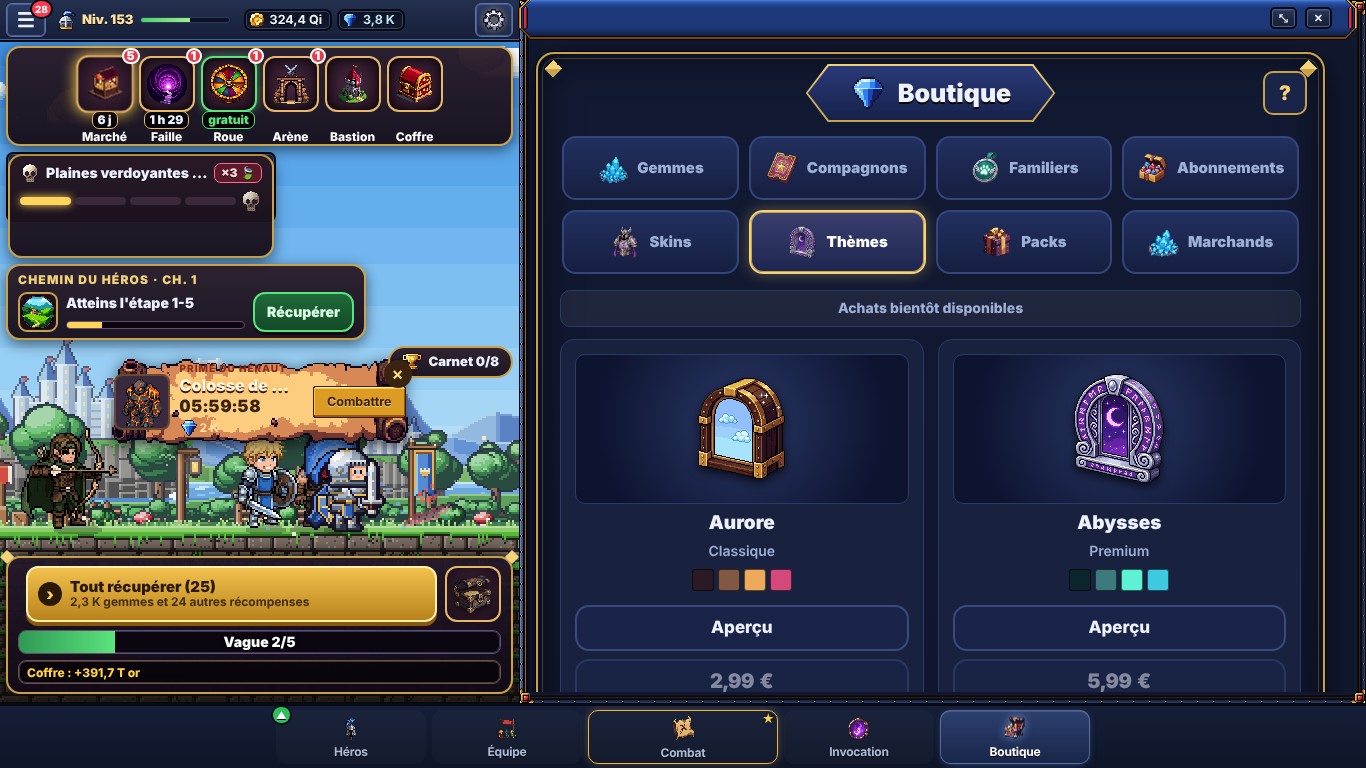 28
Niv. 153
324,4 Qi
3,8 K
5
1
1
1
6 j
1 h 29
gratuit
Marché
Faille
Roue
Arène
Bastion
Coffre
Plaines verdoyantes ...
×3
CHEMIN DU HÉROS · CH. 1
Atteins l'étape 1-5
Récupérer
Carnet 0/8
PRIME DU HÉRAUT
Colosse de ...
05:59:58
Combattre
Tout récupérer (25)
2,3 K gemmes et 24 autres récompenses
Vague 2/5
Coffre : +391,7 T or
Boutique
?
Gemmes
Compagnons
Familiers
Abonnements
Skins
Thèmes
Packs
Marchands
Achats bientôt disponibles
Aurore
Classique
Aperçu
2,99 €
Abysses
Premium
Aperçu
5,99 €
Héros
Équipe
Combat
Invocation
Boutique